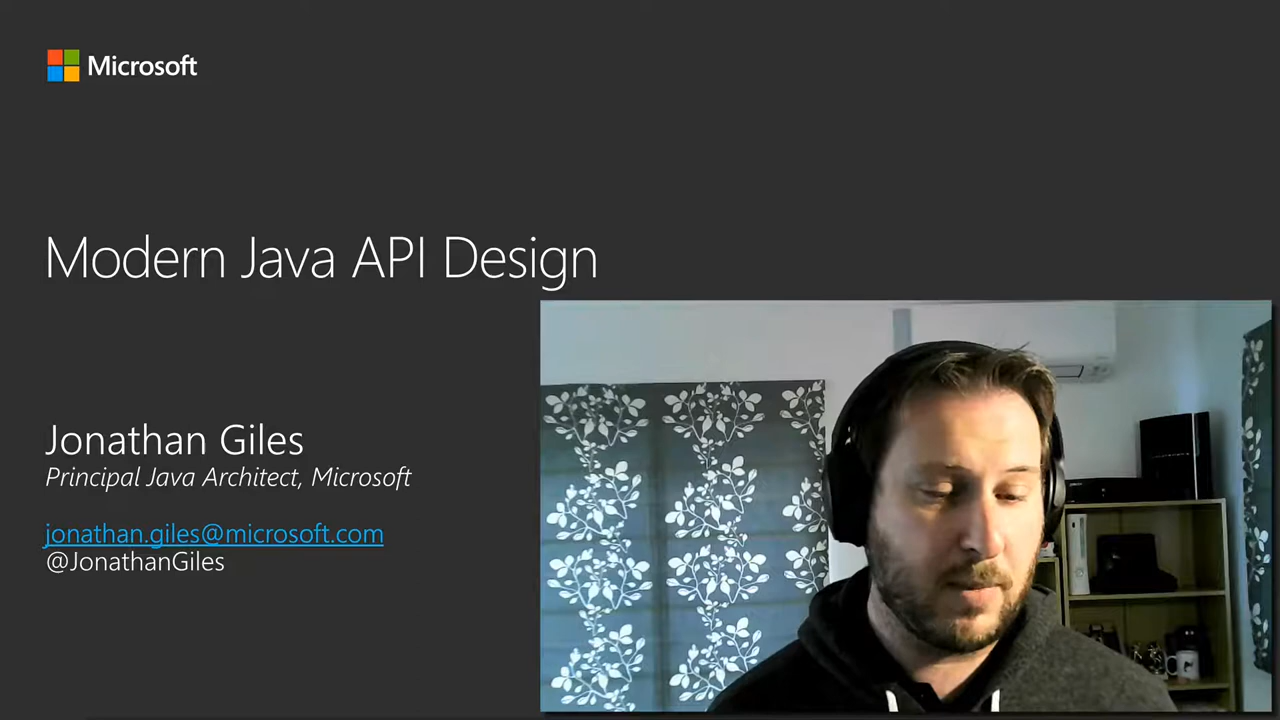 Microsoft
Modern Java API Design
Jonathan Giles
Principal Java Architect, Microsoft
jonathan.giles@microsoft.com
@JonathanGiles